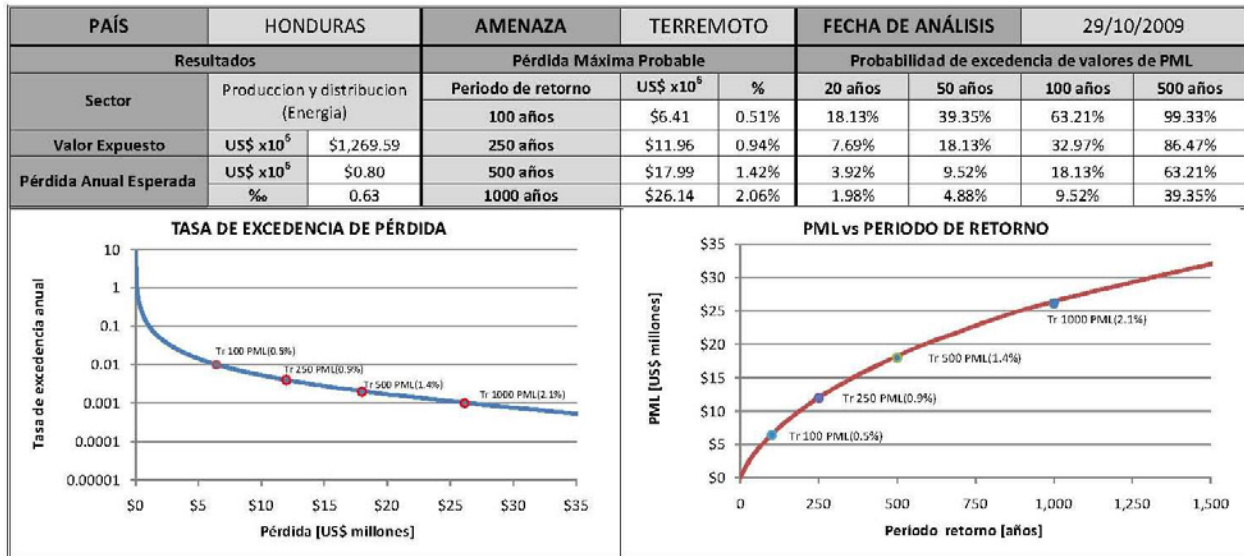 PAÍS HONDURAS AMENAZA TERREMOTO FECHA DE ANÁLISIS 29/10/2009
Resultados Pérdida Máxima Probable Probabilidad de excedencia de valores de PML
Sector Produccion y distribucion (Energia) Periodo de retorno US$ x10⁶ % 20 años 50 años 100 años 500 años
100 años $6.41 0.51% 18.13% 39.35% 63.21% 99.33%
Valor Expuesto US$ x10⁶ $1,269.59 250 años $11.96 0.94% 7.69% 18.13% 32.97% 86.47%
Pérdida Anual Esperada US$ x10⁶ $0.80 500 años $17.99 1.42% 3.92% 9.52% 18.13% 63.21%
‰ 0.63 1000 años $26.14 2.06% 1.98% 4.88% 9.52% 39.35%
TASA DE EXCEDENCIA DE PÉRDIDA
Tasa de excedencia anual
10
1
0.1
0.01
0.001
0.0001
0.00001
Tr 100 PML(0.5%)
Tr 250 PML(0.9%)
Tr 500 PML(1.4%)
Tr 1000 PML(2.1%)
$0 $5 $10 $15 $20 $25 $30 $35
Pérdida [US$ millones]
PML vs PERIODO DE RETORNO
PML [US$ millones]
$35
$30
$25
$20
$15
$10
$5
$0
Tr 1000 PML(2.1%)
Tr 500 PML(1.4%)
Tr 250 PML(0.9%)
Tr 100 PML(0.5%)
0 250 500 750 1,000 1,250 1,500
Periodo retorno [años]